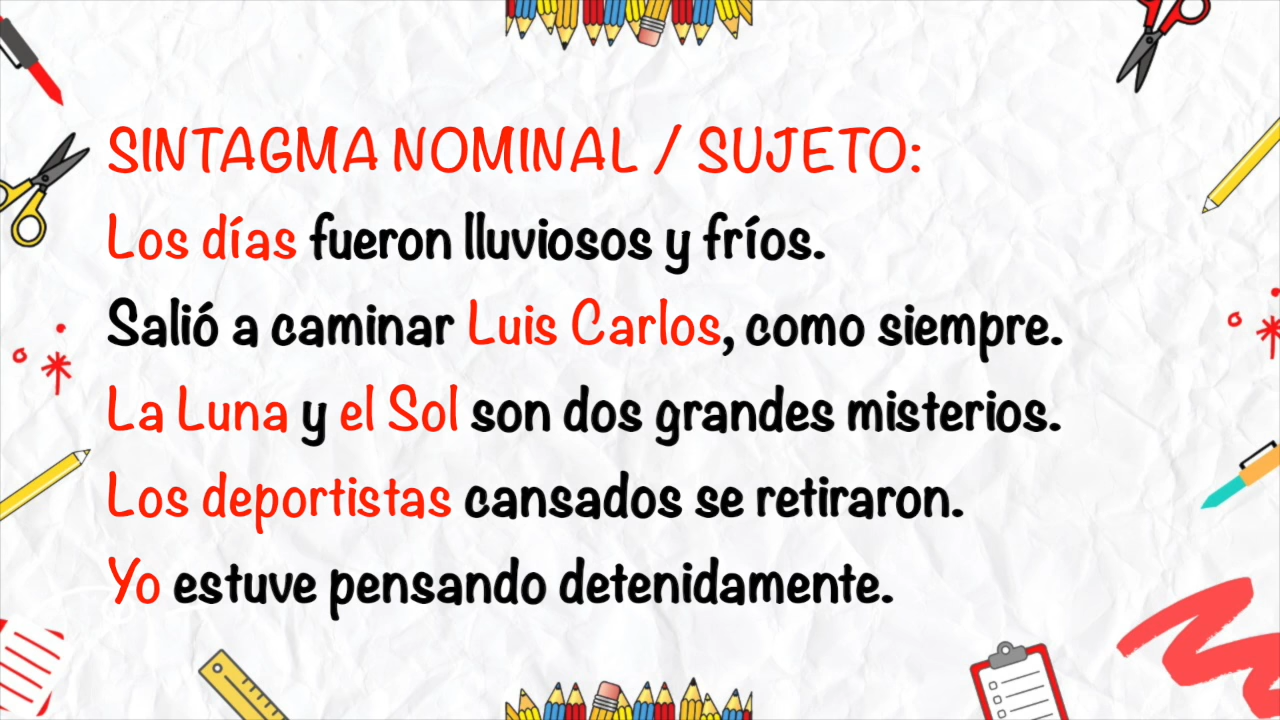 SINTAGMA NOMINAL / SUJETO:
Los días fueron lluviosos y fríos.
Salió a caminar Luis Carlos, como siempre.
La Luna y el Sol son dos grandes misterios.
Los deportistas cansados se retiraron.
Yo estuve pensando detenidamente.